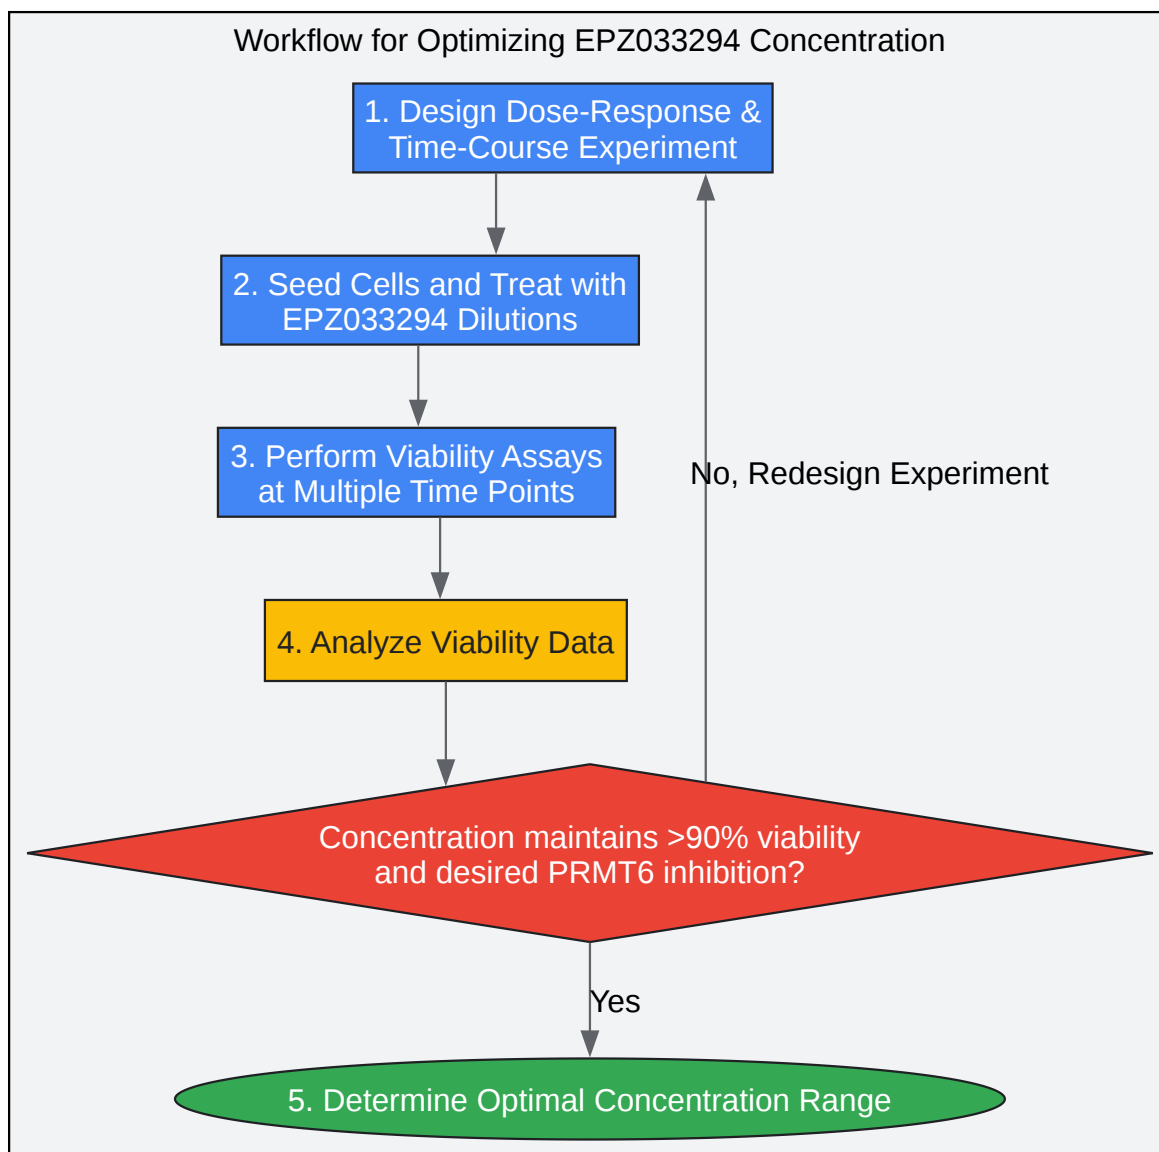 Workflow for Optimizing EPZ033294 Concentration
1. Design Dose-Response &
Time-Course Experiment
2. Seed Cells and Treat with
EPZ033294 Dilutions
3. Perform Viability Assays
at Multiple Time Points
No, Redesign Experiment
4. Analyze Viability Data
Concentration maintains >90% viability
and desired PRMT6 inhibition?
Yes
5. Determine Optimal Concentration Range